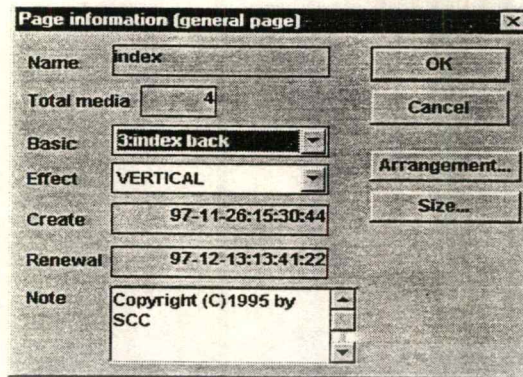 Page information (general page)
Name index
Total media 4
Basic 3:index back
Effect VERTICAL
Create 97-11-26:15:30:44
Renewal 97-12-13:13:41:22
Note Copyright (C)1995 by
SCC
OK
Cancel
Arrangement...
Size...